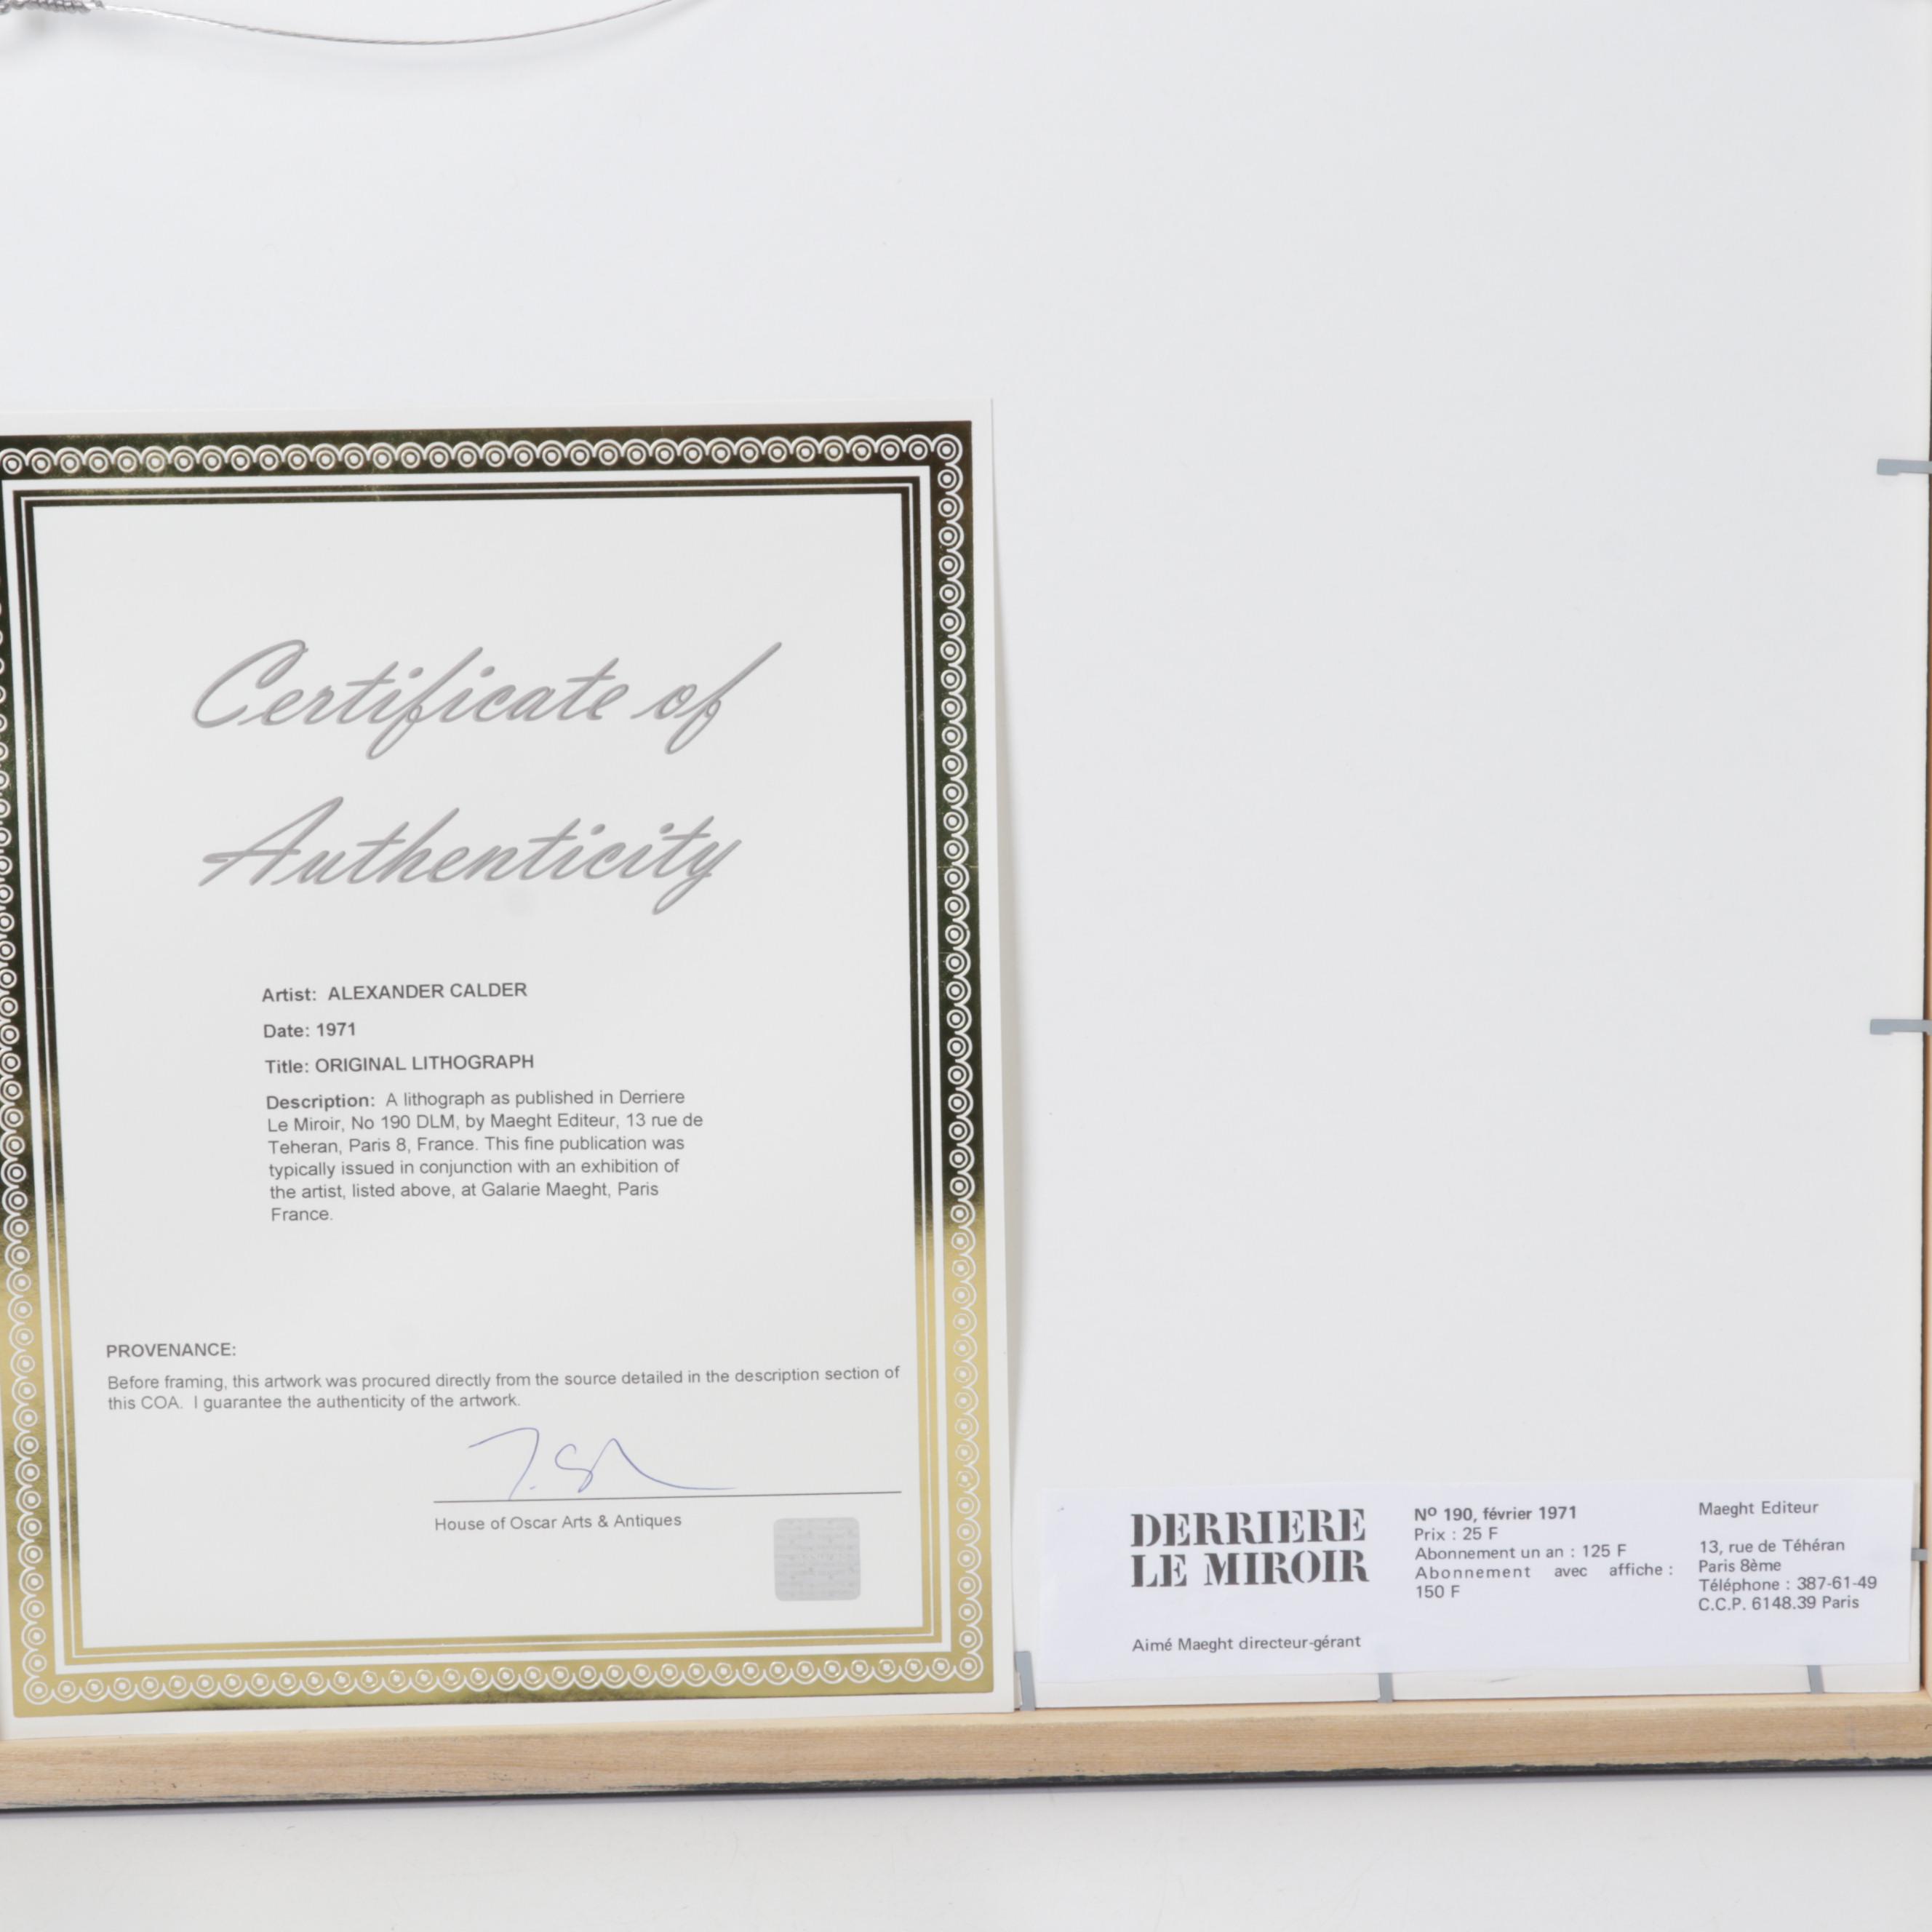 Certificate of
Authenticity
Artist: ALEXANDER CALDER
Date: 1971
Title: ORIGINAL LITHOGRAPH
Description: A lithograph as published in Derriere
Le Miroir, No 190 DLM, by Maeght Editeur, 13 rue de
Teheran, Paris 8, France. This fine publication was
typically issued in conjunction with an exhibition of
the artist, listed above, at Galarie Maeght, Paris
France.
PROVENANCE:
Before framing, this artwork was procured directly from the source detailed in the description section of
this COA. I guarantee the authenticity of the artwork.
House of Oscar Arts & Antiques
DERRIERE
LE MIROIR
Aimé Maeght directeur-gérant
Nº 190, février 1971
Prix : 25 F
Abonnement un an : 125 F
Abonnement avec affiche :
150 F
Maeght Editeur
13, rue de Téhéran
Paris 8ème
Téléphone : 387-61-49
C.C.P. 6148.39 Paris